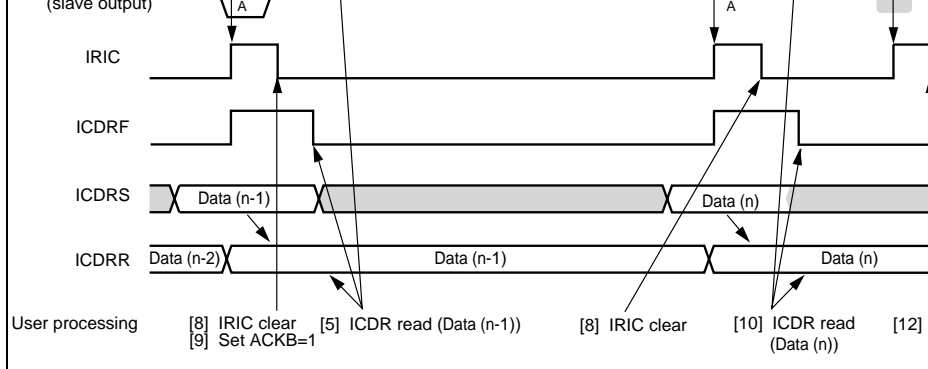 (slave output)
A
A
IRIC
ICDRF
ICDRS
Data (n-1)
Data (n)
ICDRR
Data (n-2)
Data (n-1)
Data (n)
User processing
[8] IRIC clear
[9] Set ACKB=1
[5] ICDR read (Data (n-1))
[8] IRIC clear
[10] ICDR read
(Data (n))
[12]